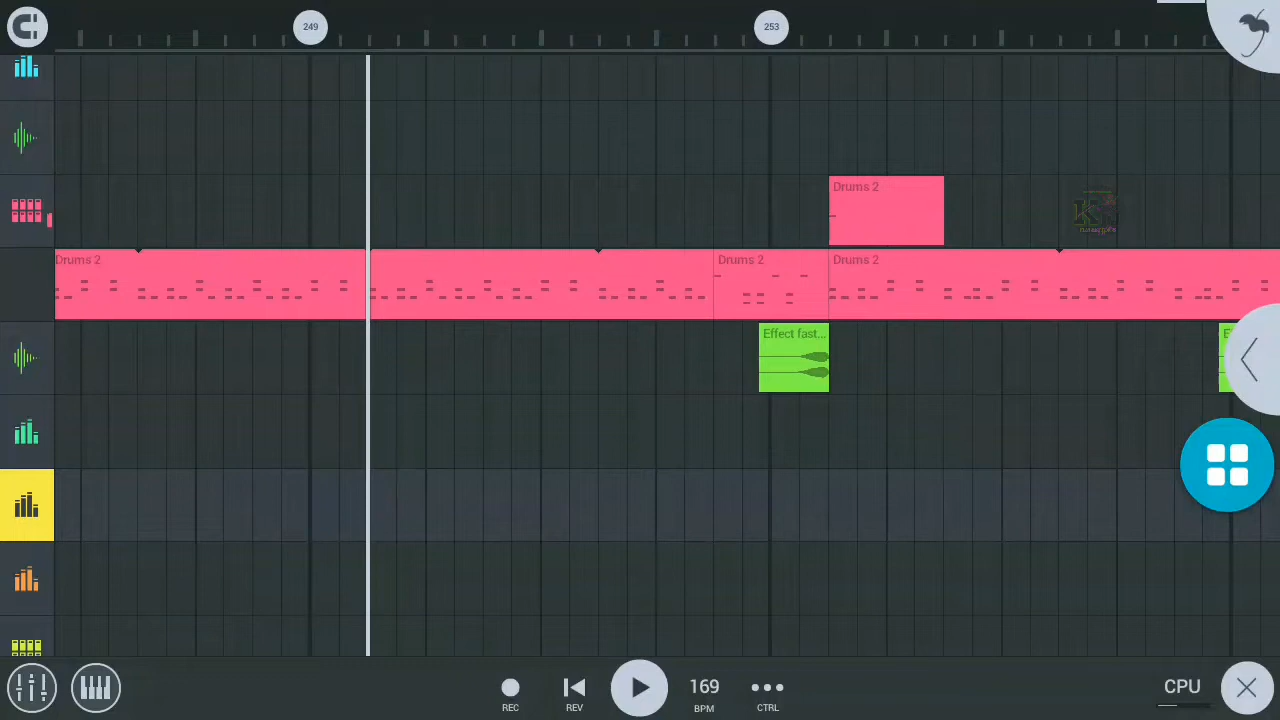 249
253
Drums 2
Drums 2
Drums 2
Drums 2
Effect fast...
E
REC
REV
169
BPM
CTRL
CPU